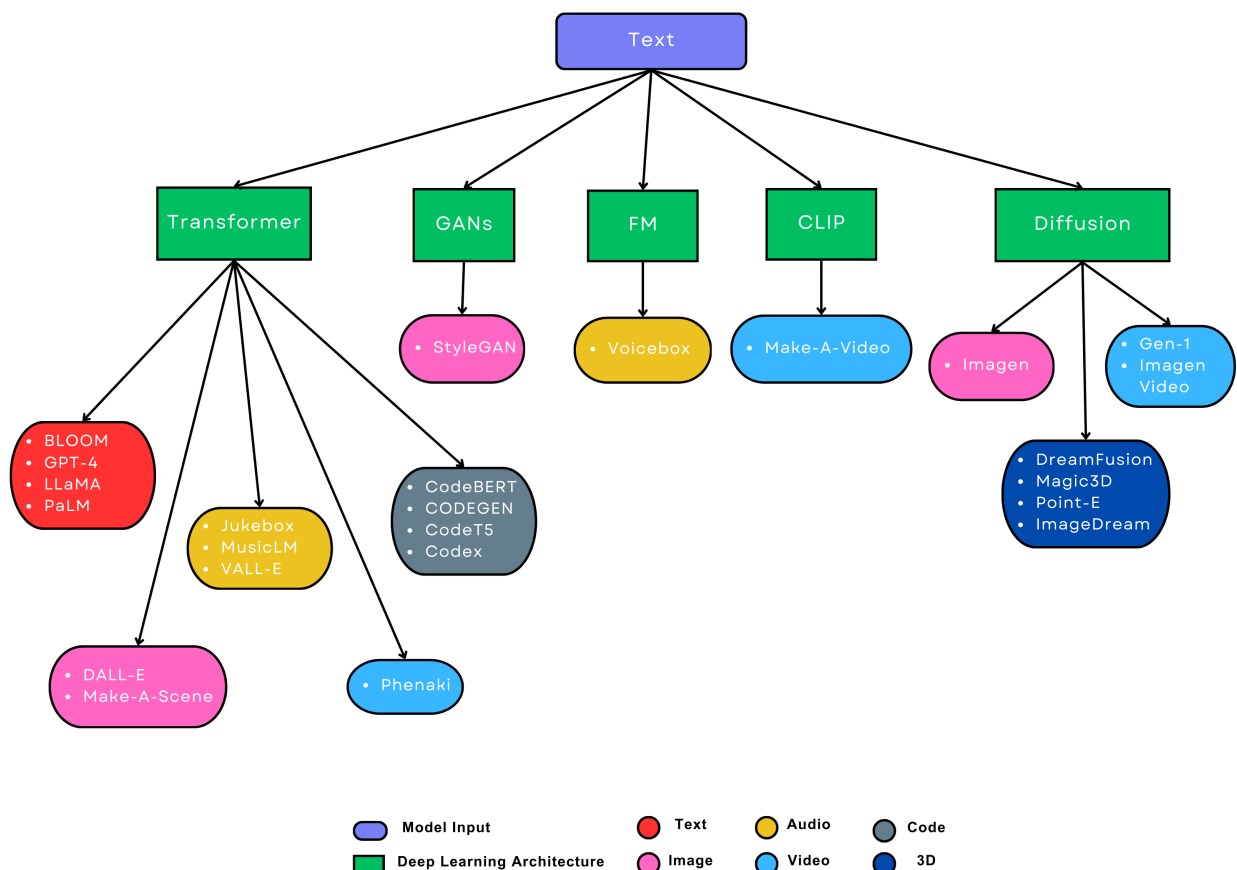 Text
Transformer
GANs
FM
CLIP
Diffusion
• StyleGAN
• Voicebox
• Make-A-Video
• Imagen
• Gen-1
• Imagen
Video
• BLOOM
• GPT-4
• LLaMA
• PaLM
• Jukebox
• MusicLM
• VALL-E
• CodeBERT
• CODEGEN
• CodeT5
• Codex
• DreamFusion
• Magic3D
• Point-E
• ImageDream
• DALL-E
• Make-A-Scene
• Phenaki
Model Input
Text
Audio
Code
Deep Learning Architecture
Image
Video
3D